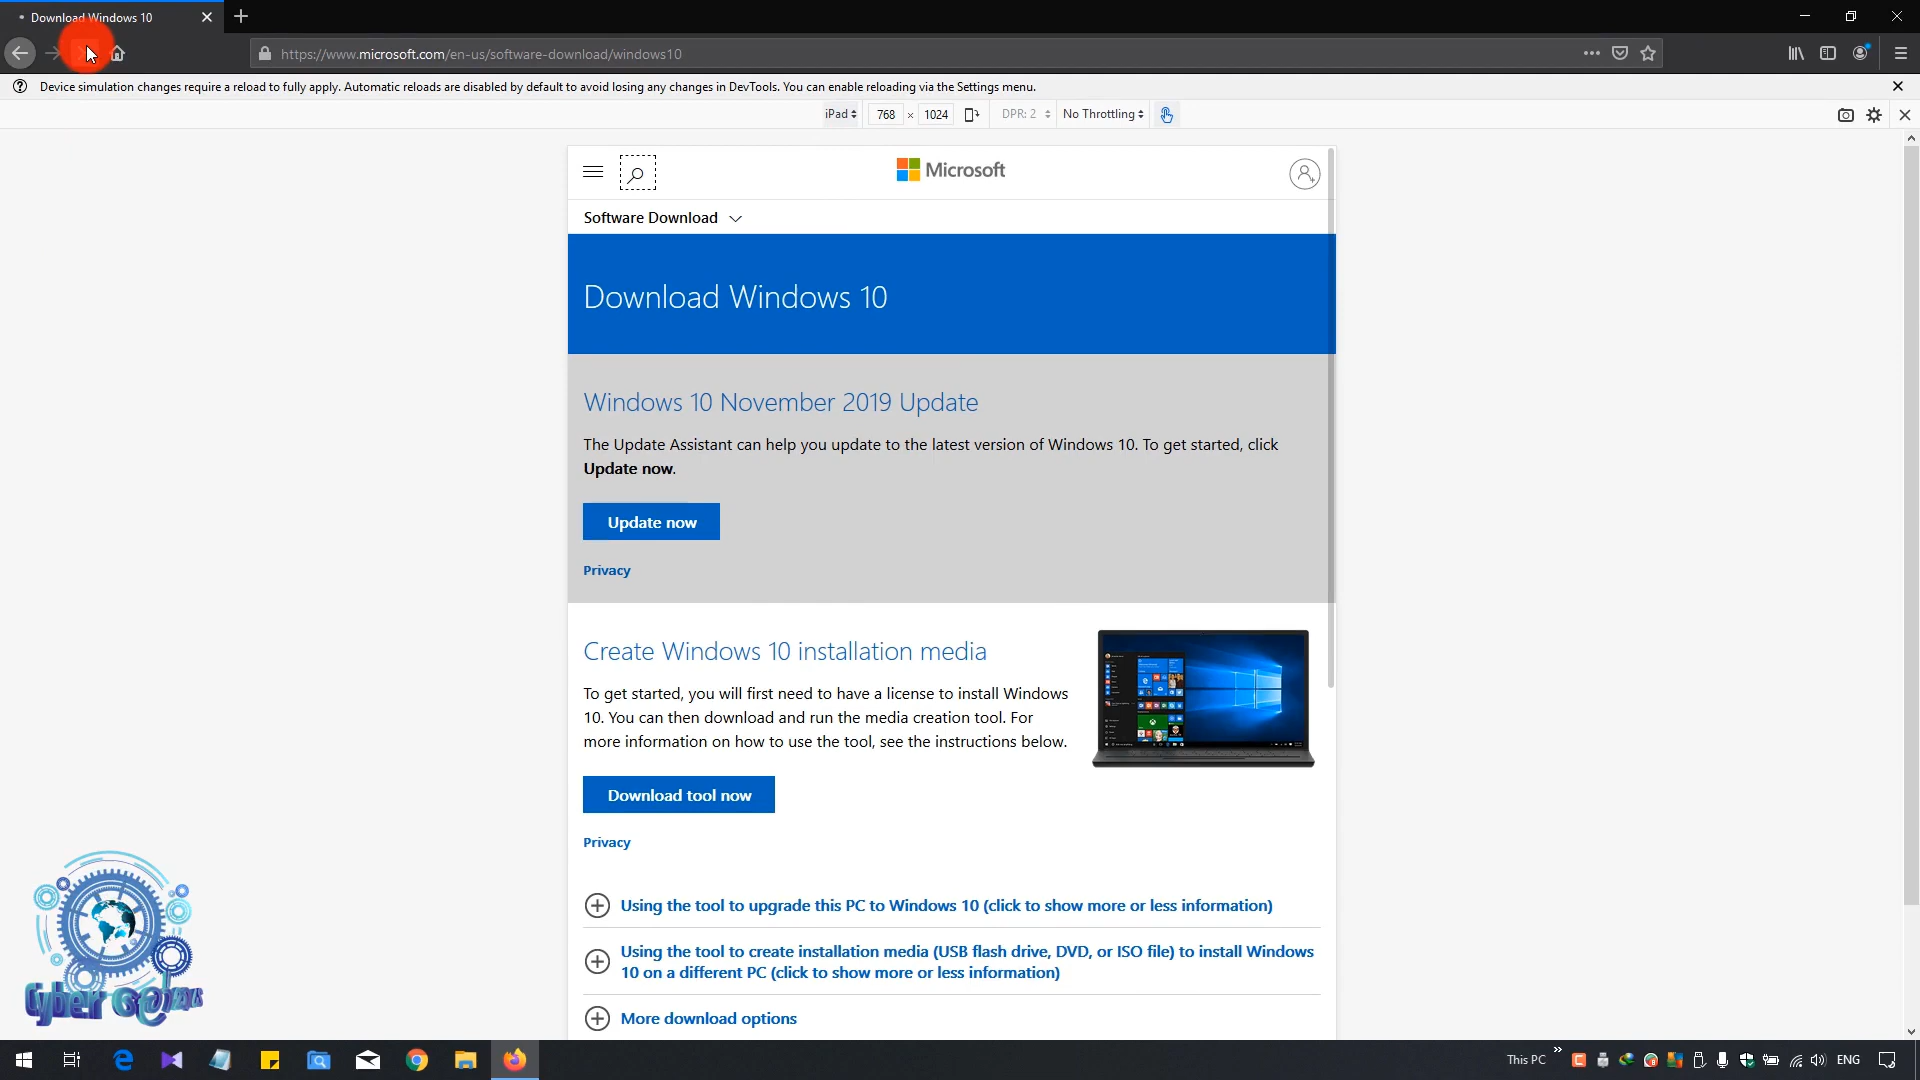 Download Windows 10
https://www.microsoft.com/en-us/software-download/windows10
Device simulation changes require a reload to fully apply. Automatic reloads are disabled by default to avoid losing any changes in DevTools. You can enable reloading via the Settings menu.
iPad 768 × 1024 DPR: 2 No Throttling
Microsoft
Software Download
Download Windows 10
Windows 10 November 2019 Update
The Update Assistant can help you update to the latest version of Windows 10. To get started, click
Update now.
Update now
Privacy
Create Windows 10 installation media
To get started, you will first need to have a license to install Windows
10. You can then download and run the media creation tool. For
more information on how to use the tool, see the instructions below.
Download tool now
Privacy
Using the tool to upgrade this PC to Windows 10 (click to show more or less information)
Using the tool to create installation media (USB flash drive, DVD, or ISO file) to install Windows
10 on a different PC (click to show more or less information)
More download options
Cyber
This PC ENG